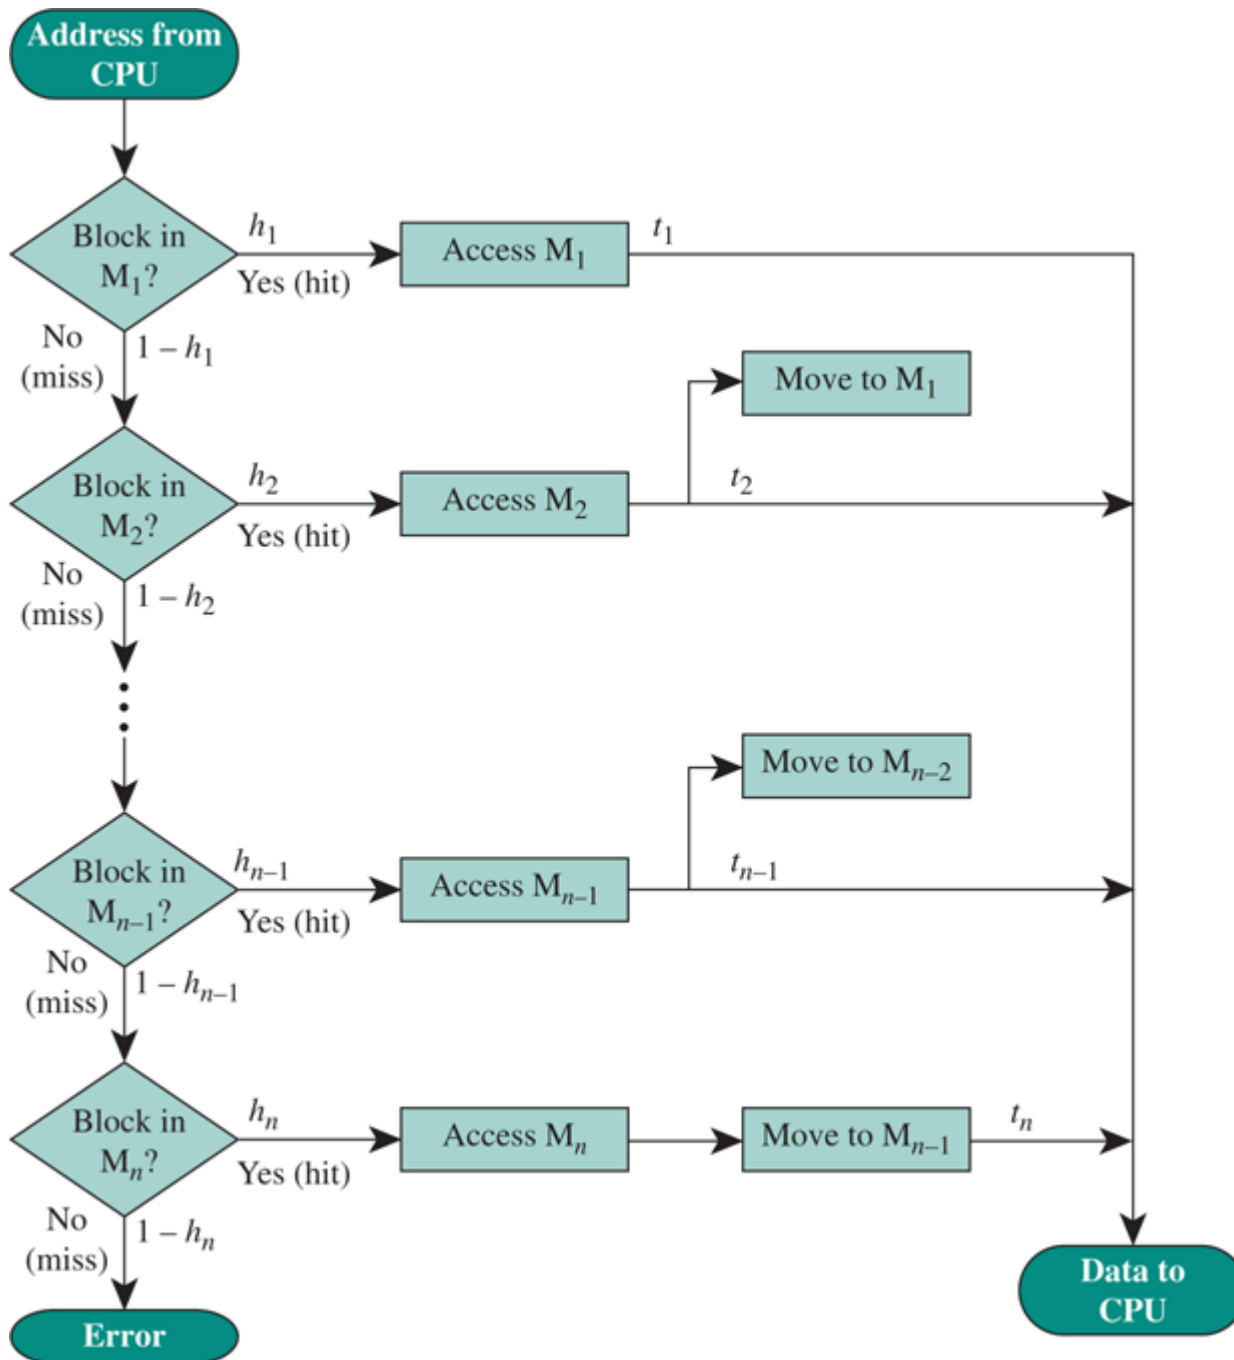 Address from
CPU
Block in
M₁?
h₁
Yes (hit)
Access M₁
t₁
No
(miss)
1 – h₁
Move to M₁
Block in
M₂?
h₂
Yes (hit)
Access M₂
t₂
No
(miss)
1 – h₂
Move to Mₙ₋₂
Block in
Mₙ₋₁?
hₙ₋₁
Yes (hit)
Access Mₙ₋₁
tₙ₋₁
No
(miss)
1 – hₙ₋₁
Block in
Mₙ?
hₙ
Yes (hit)
Access Mₙ
Move to Mₙ₋₁
tₙ
No
(miss)
1 – hₙ
Error
Data to
CPU